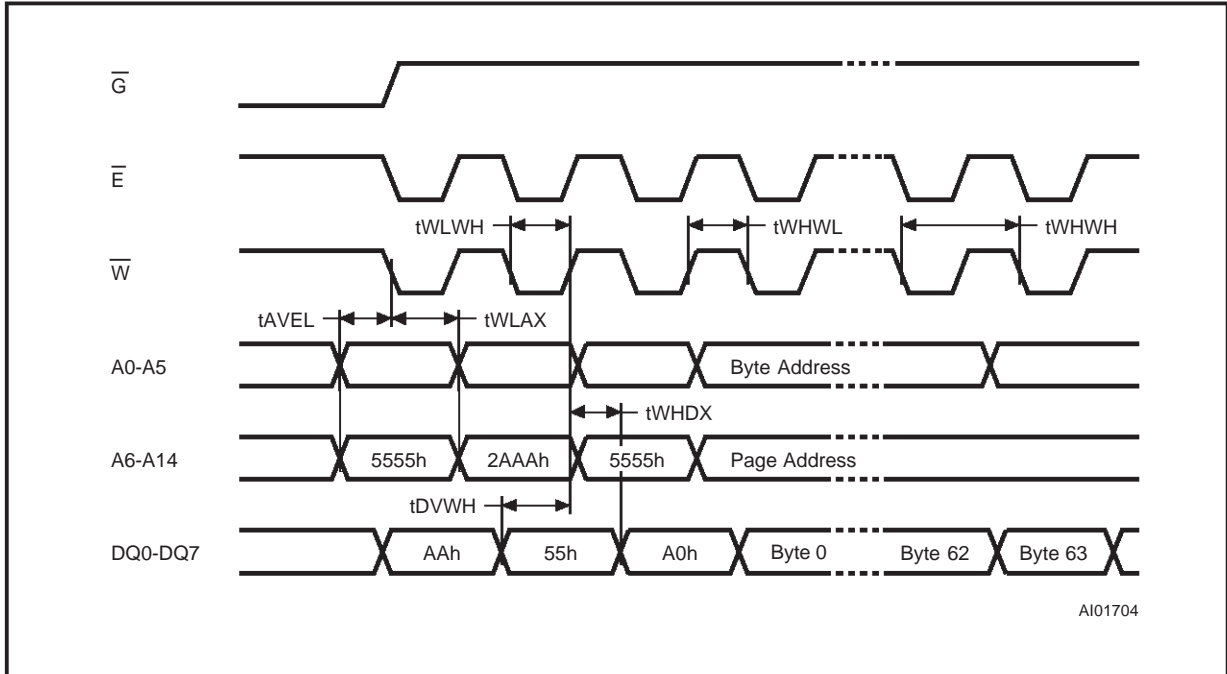 G̅
E̅
tWLWH tWHWL tWHWH
W̅
tAVEL tWLAX
A0-A5 Byte Address
tWHDX
A6-A14 5555h 2AAAh 5555h Page Address
tDVWH
DQ0-DQ7 AAh 55h A0h Byte 0 Byte 62 Byte 63
AI01704